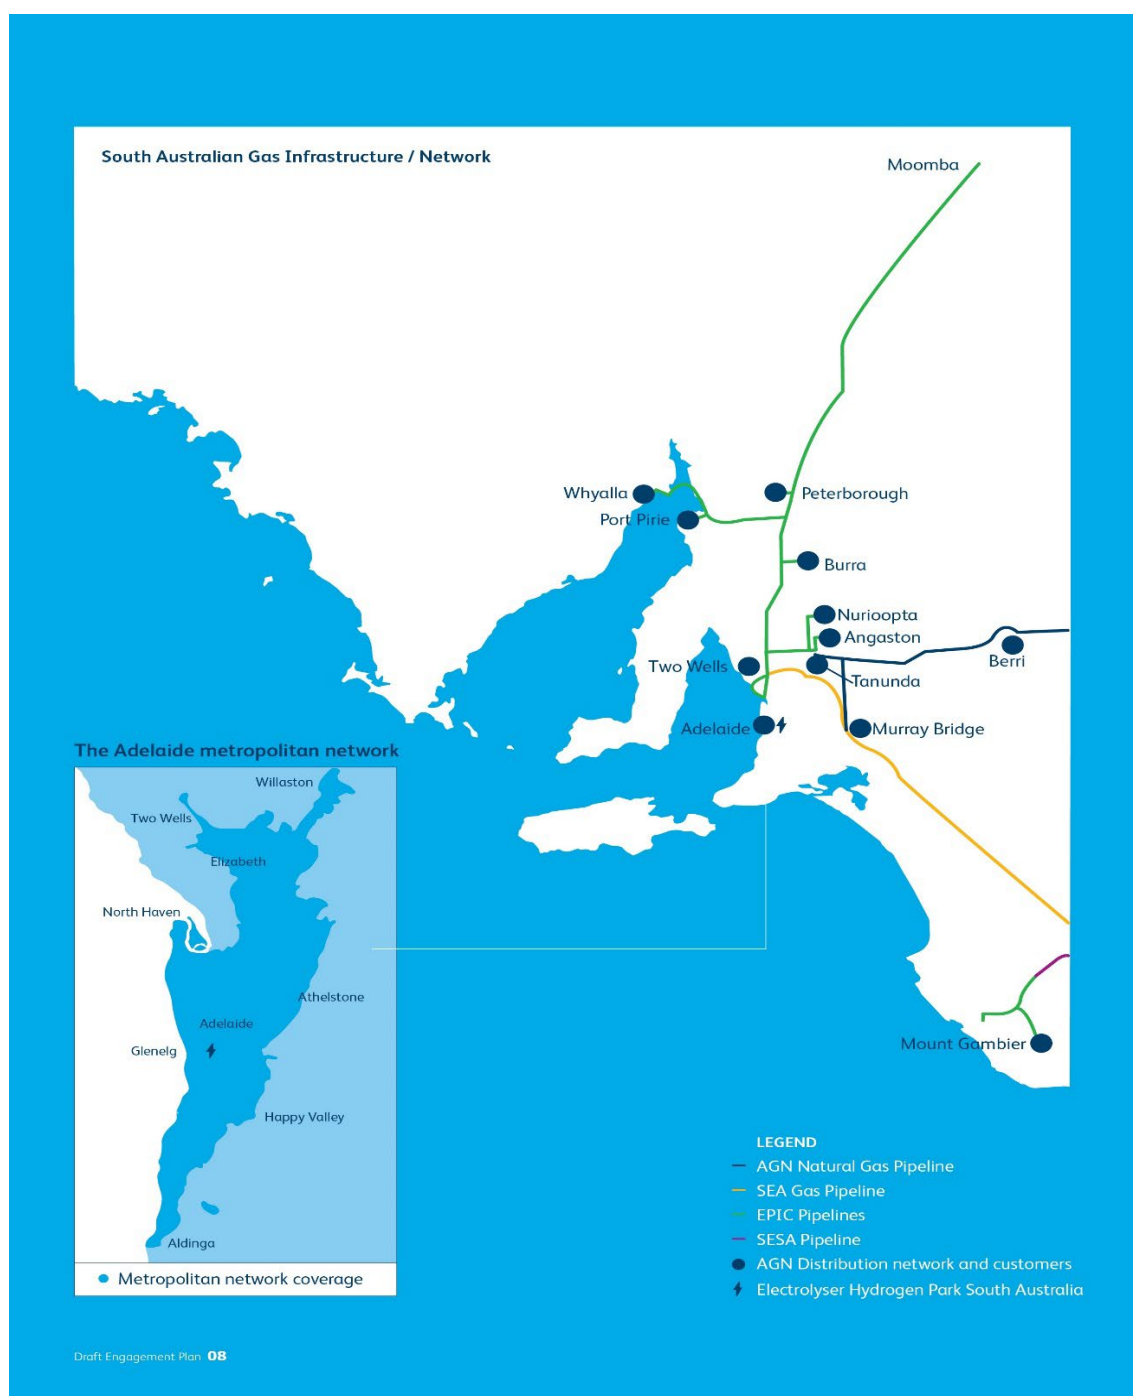 South Australian Gas Infrastructure / Network
Moomba
Whyalla
Peterborough
Port Pirie
Burra
Nurioopta
Angaston
Two Wells
Berri
Tanunda
Adelaide
Murray Bridge
The Adelaide metropolitan network
Willaston
Two Wells
Elizabeth
North Haven
Athelstone
Adelaide
Glenelg
Happy Valley
Aldinga
Metropolitan network coverage
Mount Gambier
LEGEND
AGN Natural Gas Pipeline
SEA Gas Pipeline
EPIC Pipelines
SESA Pipeline
AGN Distribution network and customers
Electrolyser Hydrogen Park South Australia
Draft Engagement Plan 08